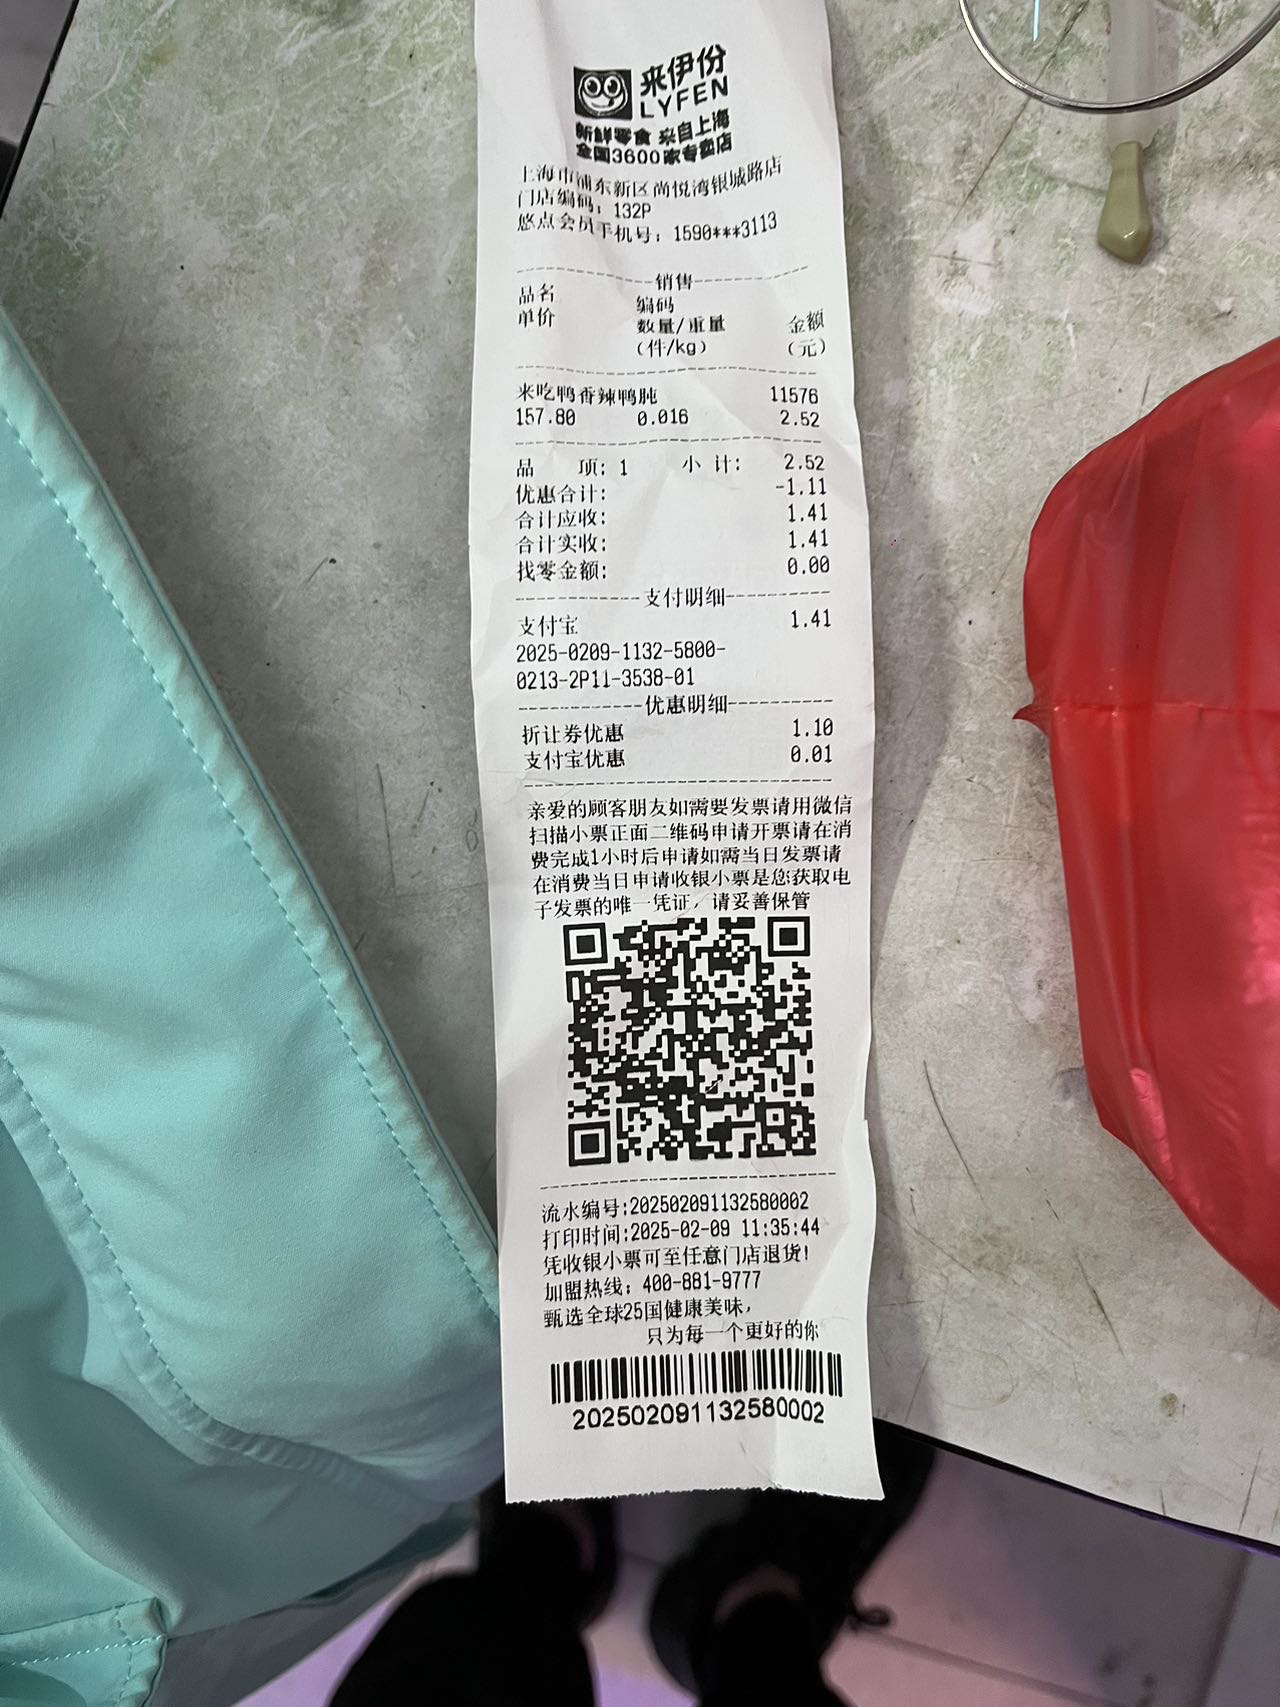 来伊份
LYFEN
新鲜零食 来自上海
全国3600家专卖店
上海市浦东新区尚悦湾银城路店
门店编码：132P
悠点会员手机号：1590***3113
销售
品名 编码
单价 数量/重量 金额
(件/kg) (元)
来吃鸭香辣鸭肫 11576
157.80 0.016 2.52
品 项: 1 小 计: 2.52
优惠合计: -1.11
合计应收: 1.41
合计实收: 1.41
找零金额: 0.00
支付明细
支付宝 1.41
2025-0209-1132-5800-
0213-2P11-3538-01
优惠明细
折让券优惠 1.10
支付宝优惠 0.01
亲爱的顾客朋友如需要发票请用微信
扫描小票正面二维码申请开票请在消
费完成1小时后申请如需当日发票请
在消费当日申请收银小票是您获取电
子发票的唯一凭证，请妥善保管
流水编号:202502091132580002
打印时间:2025-02-09 11:35:44
凭收银小票可至任意门店退货!
加盟热线: 400-881-9777
甄选全球25国健康美味，
只为每一个更好的你
202502091132580002